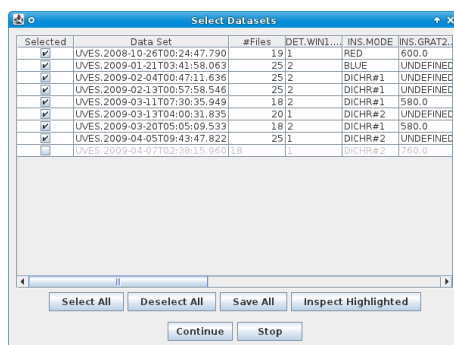 Select Datasets
Selected Data Set #Files DET.WIN1.... INS.MODE INS.GRAT2..
UVES.2008-10-26T00:24:47.790 19 1 RED 600.0
UVES.2009-01-21T03:41:58.063 25 2 BLUE UNDEFINED
UVES.2009-02-04T00:47:11.636 25 2 DICHR#1 UNDEFINED
UVES.2009-02-13T00:57:58.546 25 2 DICHR#1 UNDEFINED
UVES.2009-03-11T07:30:35.949 18 2 DICHR#1 580.0
UVES.2009-03-13T04:00:31.835 20 1 DICHR#2 UNDEFINED
UVES.2009-03-20T05:05:09.533 18 2 DICHR#1 580.0
UVES.2009-04-05T09:43:47.822 25 1 DICHR#2 UNDEFINED
UVES.2009-04-07T02:38:15.960 18 1 DICHR#2 760.0
Select All Deselect All Save All Inspect Highlighted
Continue Stop